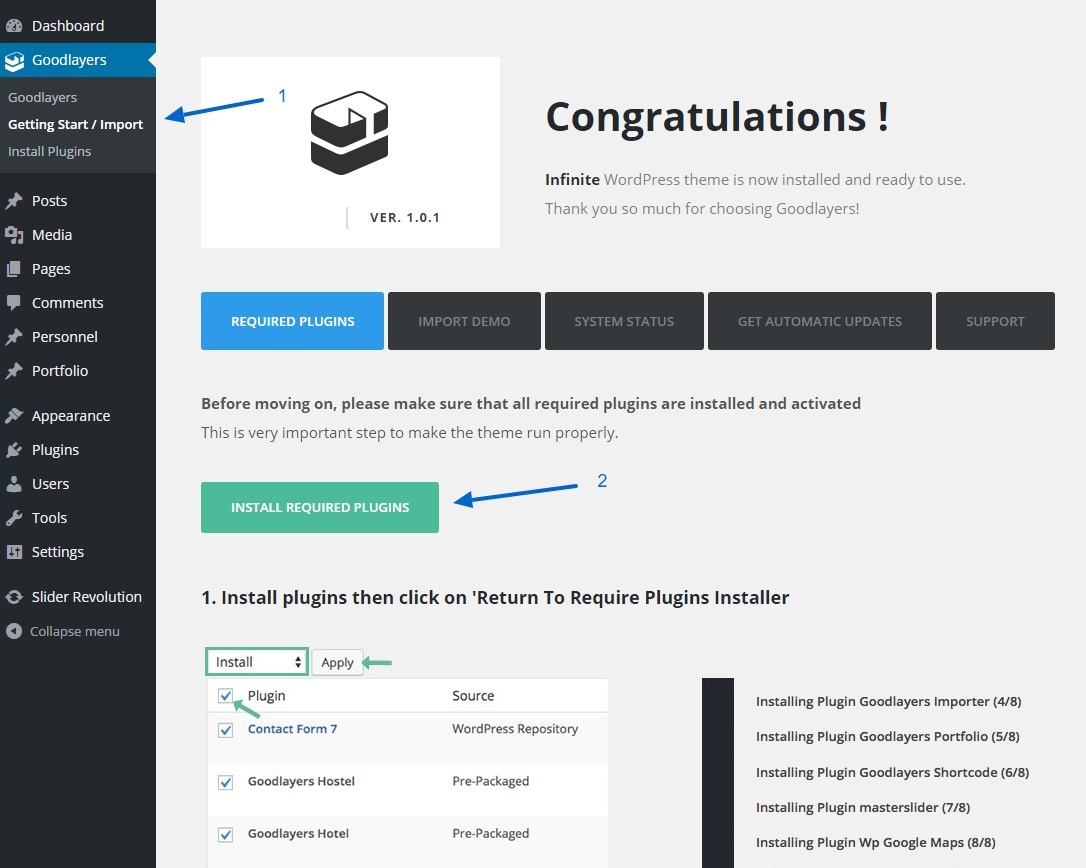 Dashboard
Goodlayers
Goodlayers
Getting Start / Import
Install Plugins
Posts
Media
Pages
Comments
Personnel
Portfolio
Appearance
Plugins
Users
Tools
Settings
Slider Revolution
Collapse menu
1
VER. 1.0.1
Congratulations !
Infinite WordPress theme is now installed and ready to use.
Thank you so much for choosing Goodlayers!
REQUIRED PLUGINS
IMPORT DEMO
SYSTEM STATUS
GET AUTOMATIC UPDATES
SUPPORT
Before moving on, please make sure that all required plugins are installed and activated
This is very important step to make the theme run properly.
INSTALL REQUIRED PLUGINS
2
1. Install plugins then click on 'Return To Require Plugins Installer
Install
Apply
Plugin Source
Contact Form 7 WordPress Repository
Goodlayers Hostel Pre-Packaged
Goodlayers Hotel Pre-Packaged
Installing Plugin Goodlayers Importer (4/8)
Installing Plugin Goodlayers Portfolio (5/8)
Installing Plugin Goodlayers Shortcode (6/8)
Installing Plugin masterslider (7/8)
Installing Plugin Wp Google Maps (8/8)